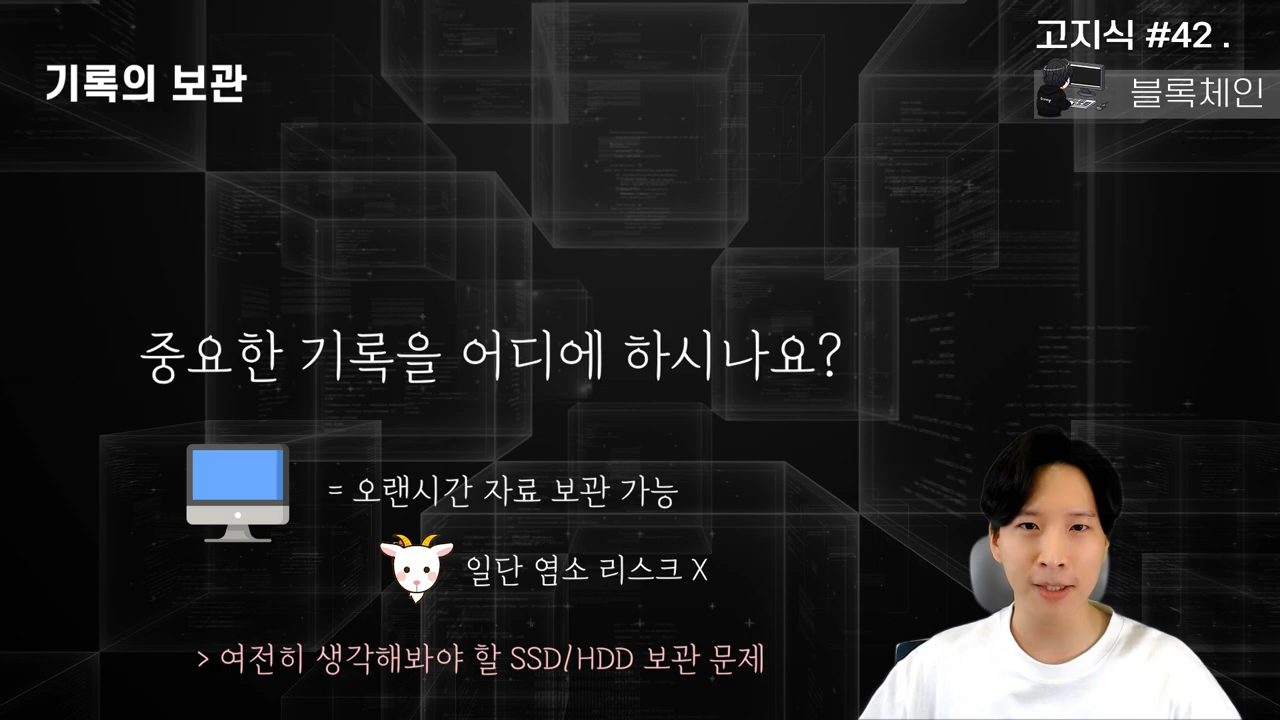 고지식 #42 .
기록의 보관
블록체인
중요한 기록을 어디에 하시나요?
= 오랜시간 자료 보관 가능
일단 염소 리스크 X
> 여전히 생각해봐야 할 SSD/HDD 보관 문제